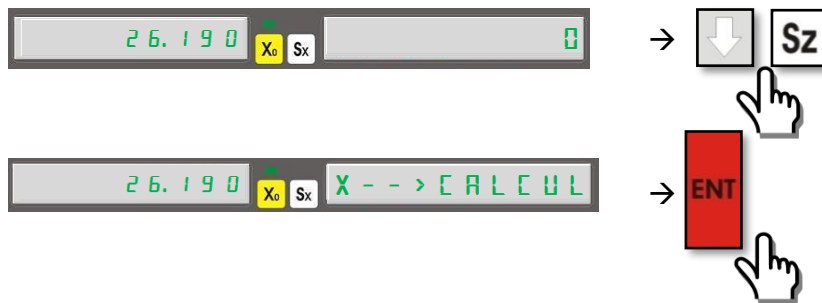 26.190 X₀ Sx 0 → Sz
26.190 X₀ Sx X-->CALCUL → ENT